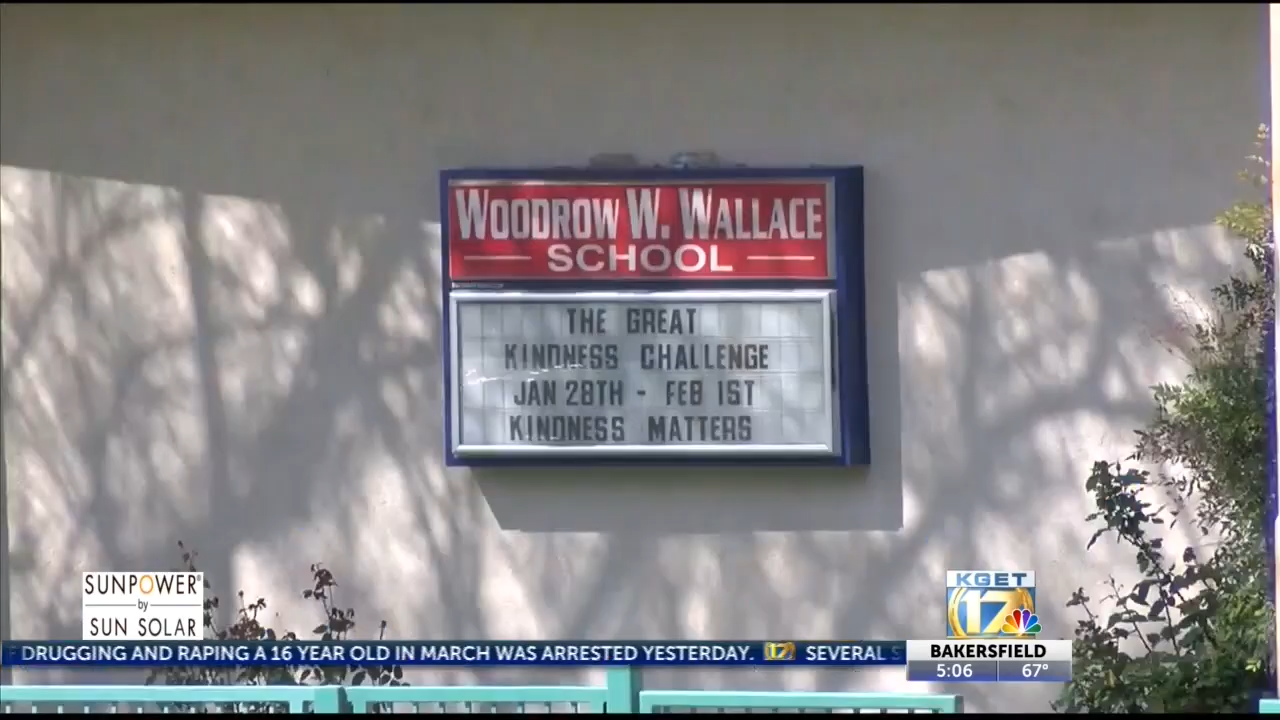 WOODROW W. WALLACE
SCHOOL
THE GREAT
KINDNESS CHALLENGE
JAN 28TH - FEB 1ST
KINDNESS MATTERS
SUNPOWER®
by
SUN SOLAR
KGET
17
DRUGGING AND RAPING A 16 YEAR OLD IN MARCH WAS ARRESTED YESTERDAY. 17 SEVERAL
BAKERSFIELD
5:06 67°